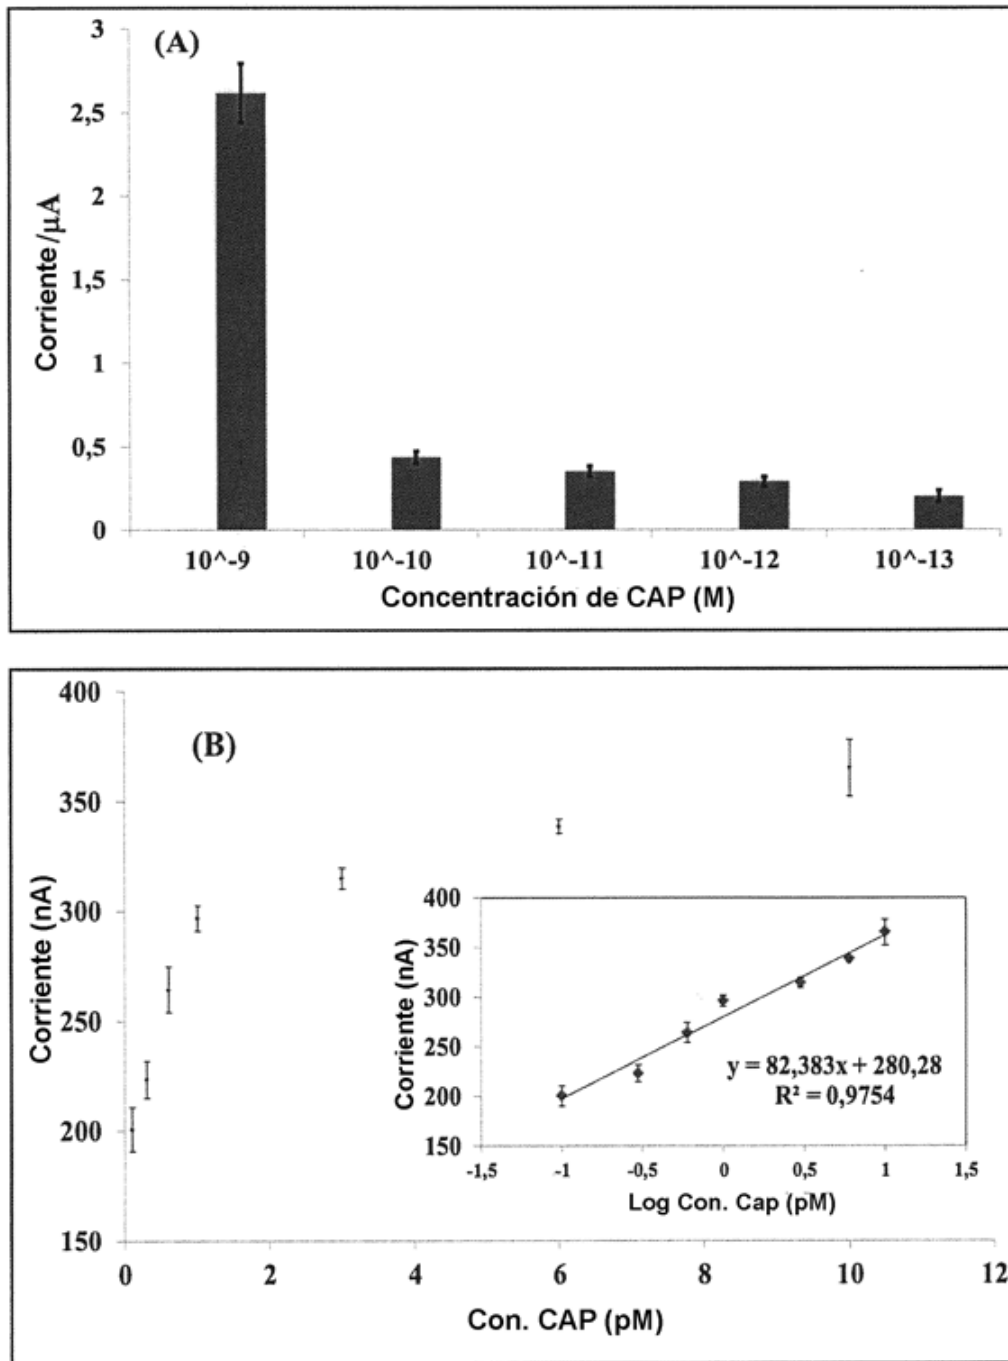 (A)
3
2,5
2
1,5
1
0,5
0
Corriente/µA
10^-9 10^-10 10^-11 10^-12 10^-13
Concentración de CAP (M)
(B)
400
350
300
250
200
150
Corriente (nA)
0 2 4 6 8 10 12
Con. CAP (pM)
400
350
300
250
200
150
Corriente (nA)
y = 82,383x + 280,28
R² = 0,9754
-1,5 -1 -0,5 0 0,5 1 1,5
Log Con. Cap (pM)